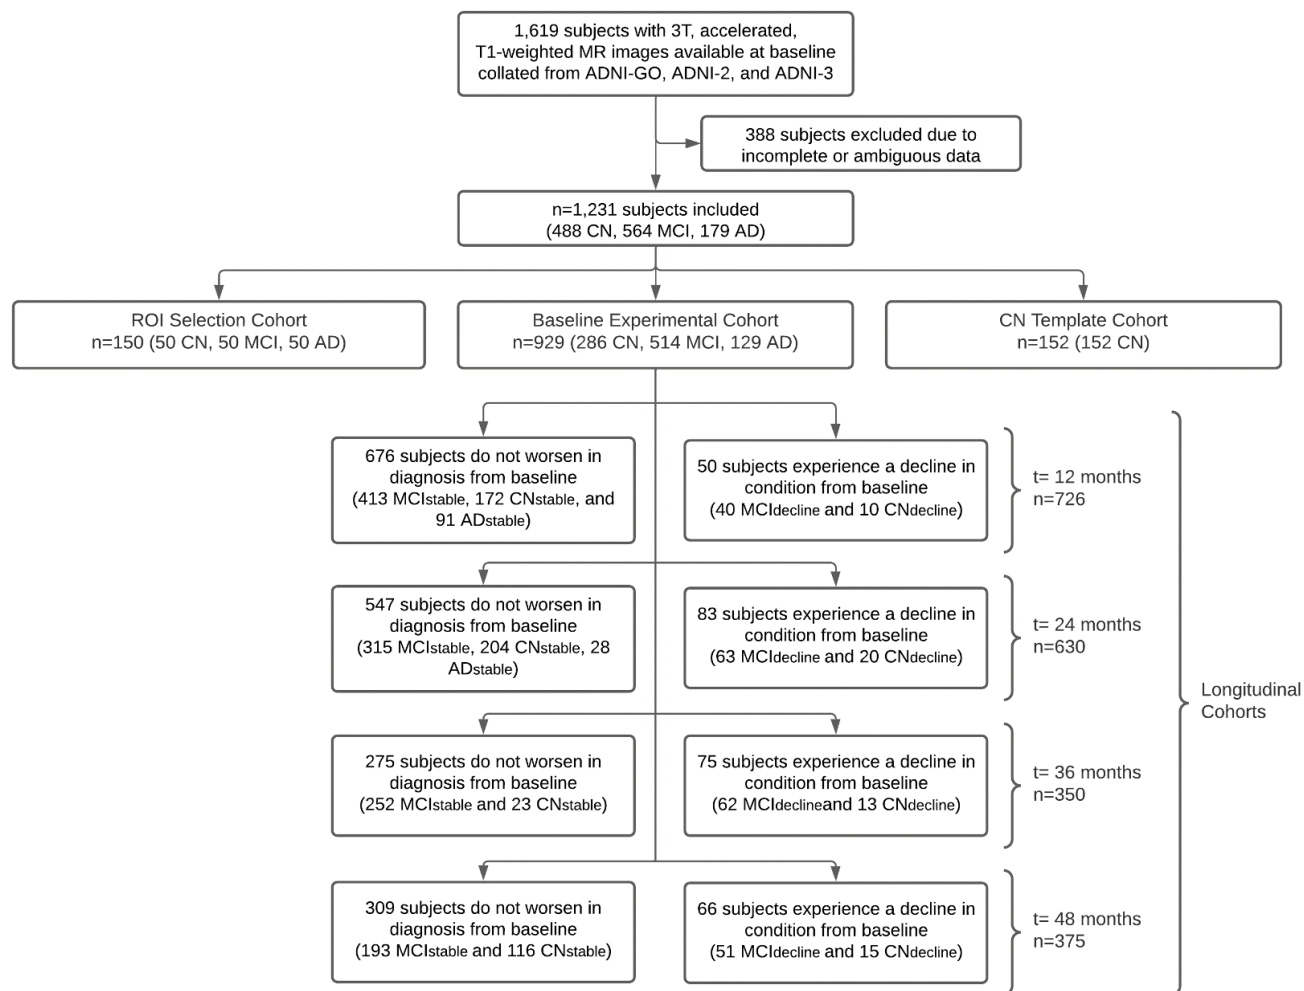 1,619 subjects with 3T, accelerated,
T1-weighted MR images available at baseline
collated from ADNI-GO, ADNI-2, and ADNI-3
388 subjects excluded due to
incomplete or ambiguous data
n=1,231 subjects included
(488 CN, 564 MCI, 179 AD)
ROI Selection Cohort
n=150 (50 CN, 50 MCI, 50 AD)
Baseline Experimental Cohort
n=929 (286 CN, 514 MCI, 129 AD)
CN Template Cohort
n=152 (152 CN)
676 subjects do not worsen in
diagnosis from baseline
(413 MCIstable, 172 CNstable, and
91 ADstable)
50 subjects experience a decline in
condition from baseline
(40 MCIdecline and 10 CNdecline)
t= 12 months
n=726
547 subjects do not worsen in
diagnosis from baseline
(315 MCIstable, 204 CNstable, 28
ADstable)
83 subjects experience a decline in
condition from baseline
(63 MCIdecline and 20 CNdecline)
t= 24 months
n=630
Longitudinal
Cohorts
275 subjects do not worsen in
diagnosis from baseline
(252 MCIstable and 23 CNstable)
75 subjects experience a decline in
condition from baseline
(62 MCIdeclineand 13 CNdecline)
t= 36 months
n=350
309 subjects do not worsen in
diagnosis from baseline
(193 MCIstable and 116 CNstable)
66 subjects experience a decline in
condition from baseline
(51 MCIdecline and 15 CNdecline)
t= 48 months
n=375